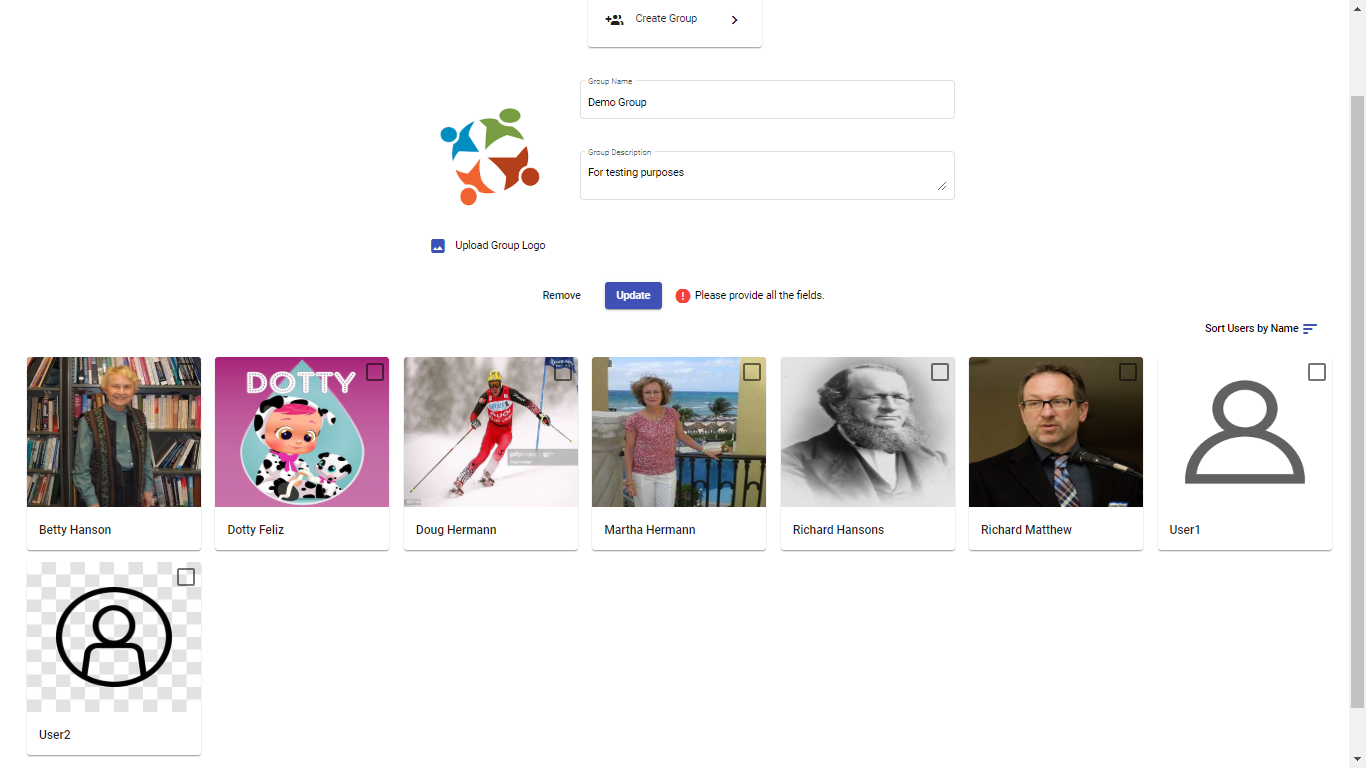 Create Group
Group Name
Demo Group
Group Description
For testing purposes
Upload Group Logo
Remove
Update
Please provide all the fields.
Sort Users by Name
DOTTY
Betty Hanson
Dotty Feliz
Doug Hermann
Martha Hermann
Richard Hansons
Richard Matthew
User1
User2